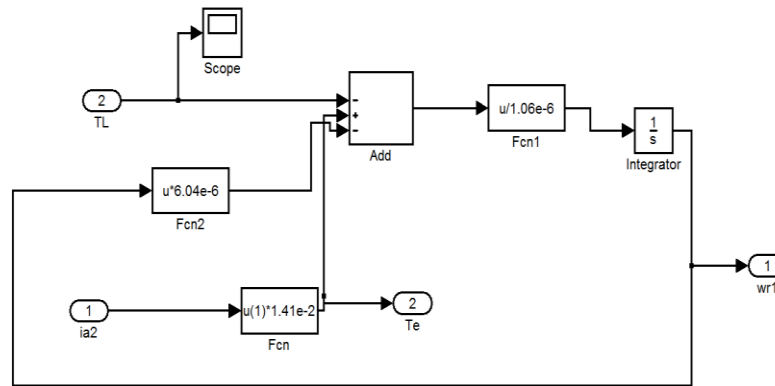 Scope
2
TL
−
+
−
Add
u/1.06e-6
Fcn1
1
s
Integrator
u*6.04e-6
Fcn2
1
wr1
1
ia2
u(1)*1.41e-2
Fcn
2
Te